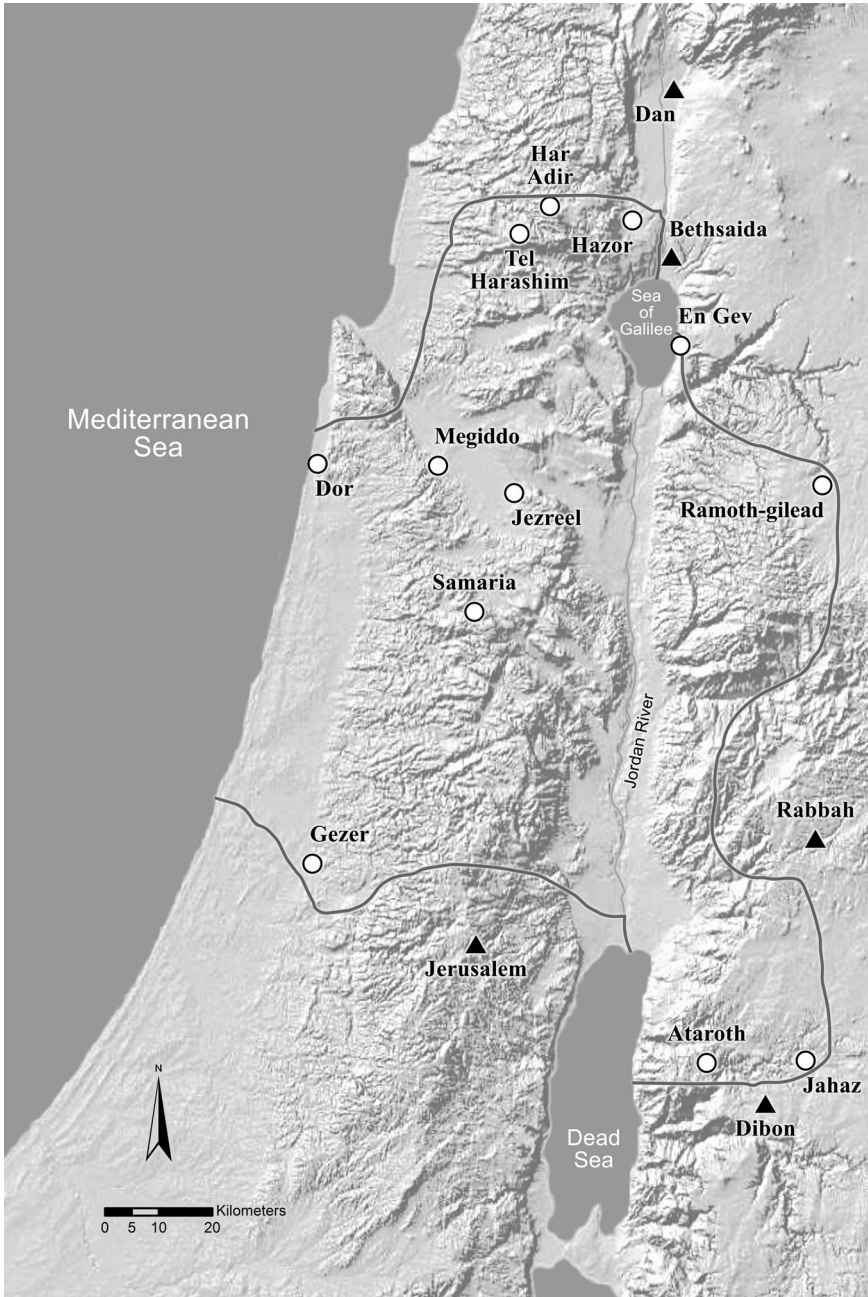 Dan
Har
Adir
Hazor
Bethsaida
Tel
Harashim
Sea
of
Galilee
En Gev
Mediterranean
Sea
Megiddo
Dor
Jezreel
Ramoth-gilead
Samaria
Jordan River
Rabbah
Gezer
Jerusalem
Ataroth
Jahaz
Dibon
N
Dead
Sea
Kilometers
0 5 10 20